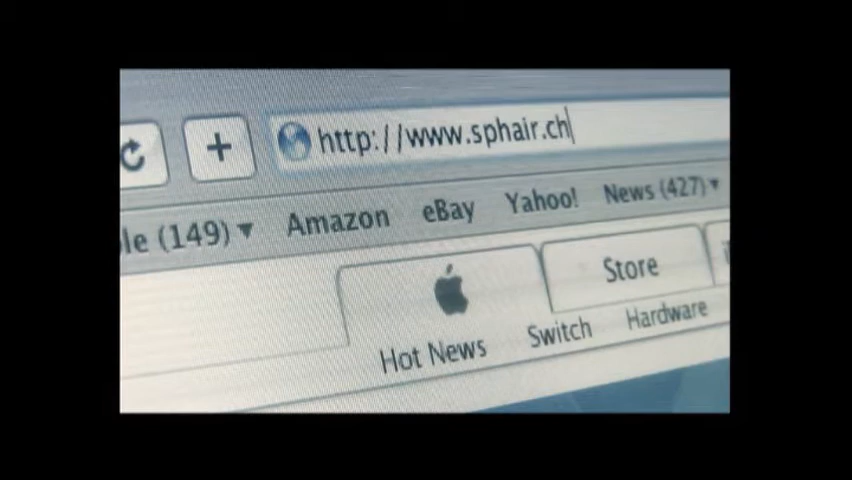 http://www.sphair.ch
le (149) Amazon eBay Yahoo! News (427)
Store
Hot News Switch Hardware